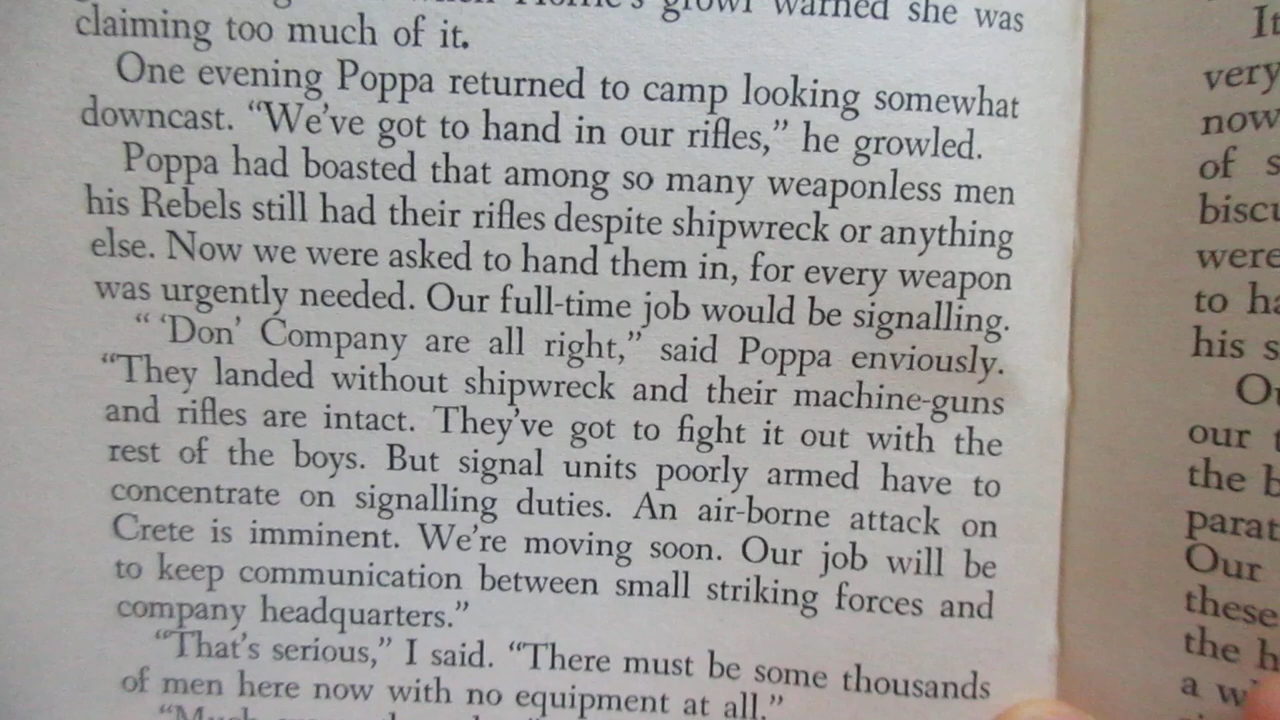 growl warned she was
claiming too much of it.
One evening Poppa returned to camp looking somewhat
downcast. “We’ve got to hand in our rifles,” he growled.
Poppa had boasted that among so many weaponless men
his Rebels still had their rifles despite shipwreck or anything
else. Now we were asked to hand them in, for every weapon
was urgently needed. Our full-time job would be signalling.
“ ‘Don’ Company are all right,” said Poppa enviously.
“They landed without shipwreck and their machine-guns
and rifles are intact. They’ve got to fight it out with the
rest of the boys. But signal units poorly armed have to
concentrate on signalling duties. An air-borne attack on
Crete is imminent. We’re moving soon. Our job will be
to keep communication between small striking forces and
company headquarters.”
“That’s serious,” I said. “There must be some thousands
of men here now with no equipment at all.”
very
now
of s
were
to
his s
our
the
Our
these
the h
a